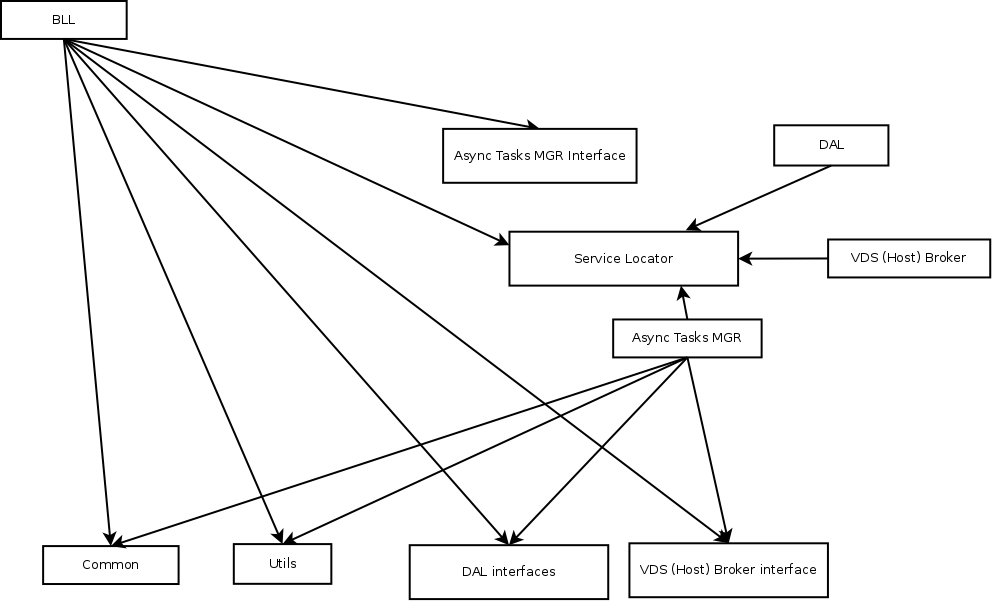 BLL
Async Tasks MGR Interface
DAL
Service Locator
VDS (Host) Broker
Async Tasks MGR
Common
Utils
DAL interfaces
VDS (Host) Broker interface